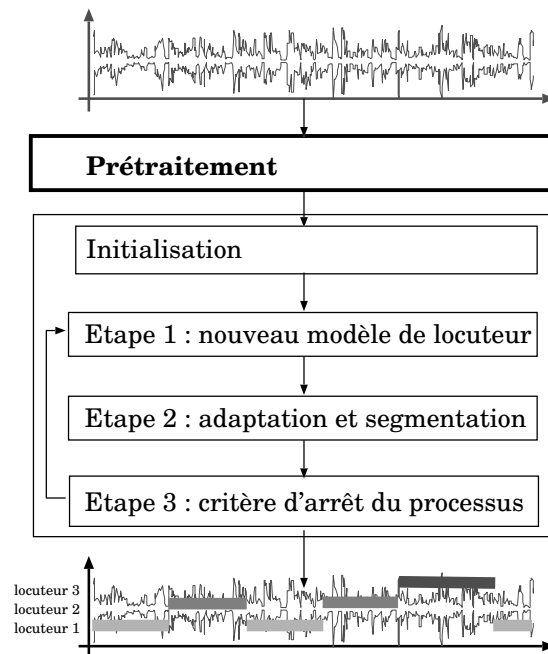 Prétraitement
Initialisation
Etape 1 : nouveau modèle de locuteur
Etape 2 : adaptation et segmentation
Etape 3 : critère d'arrêt du processus
locuteur 3
locuteur 2
locuteur 1